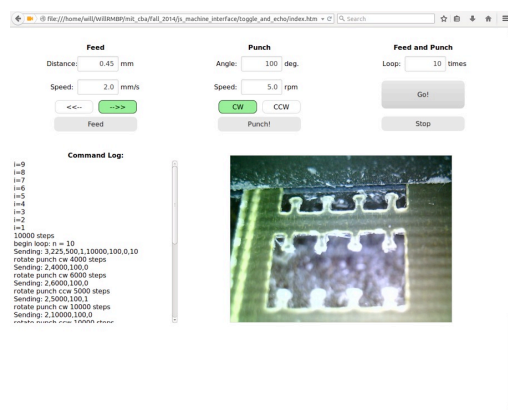 file:///home/will/WillRMBP/mit_cba/fall_2014/js_machine_interface/toggle_and_echo/index.htm
Search
Feed
Punch
Feed and Punch
Distance: 0.45 mm
Angle: 100 deg.
Loop: 10 times
Speed: 2.0 mm/s
Speed: 5.0 rpm
Go!
<<-- -->>
CW CCW
Feed
Punch!
Stop
Command Log:
i=9
i=8
i=7
i=6
i=5
i=4
i=3
i=2
i=1
10000 steps
begin loop: n = 10
Sending: 3,225,500,1,10000,100,0,10
rotate punch cw 4000 steps
Sending: 2,4000,100,0
rotate punch cw 6000 steps
Sending: 2,6000,100,0
rotate punch ccw 5000 steps
Sending: 2,5000,100,1
rotate punch cw 10000 steps
Sending: 2,10000,100,0
rotate punch ccw 10000 steps